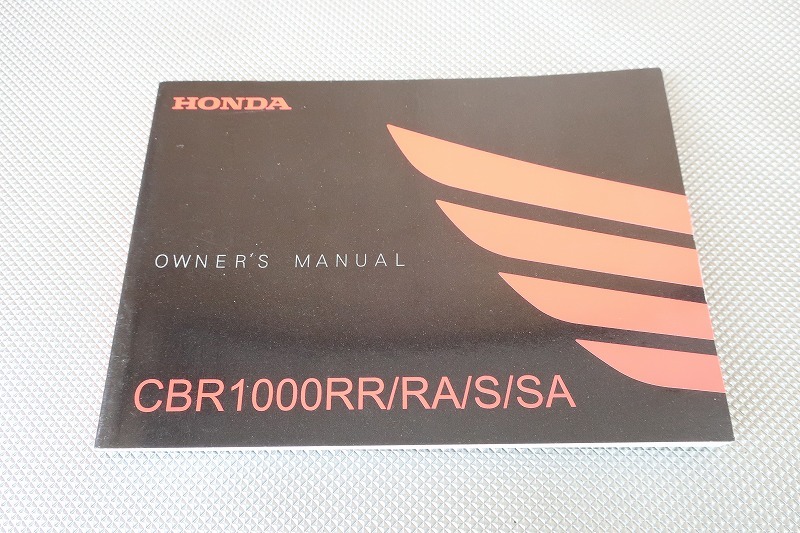 HONDA
OWNER'S MANUAL
CBR1000RR/RA/S/SA